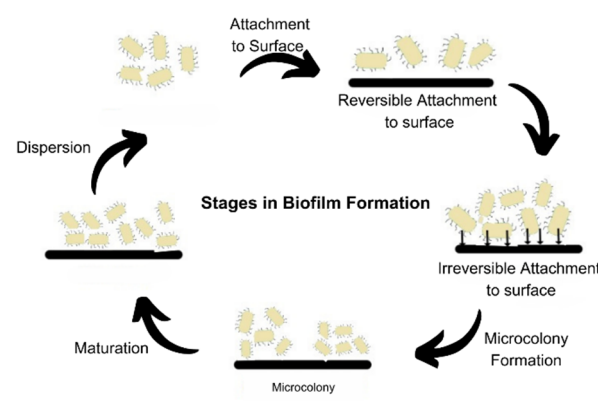 Attachment
to Surface
Reversible Attachment
to surface
Dispersion
Stages in Biofilm Formation
Irreversible Attachment
to surface
Microcolony
Formation
Maturation
Microcolony